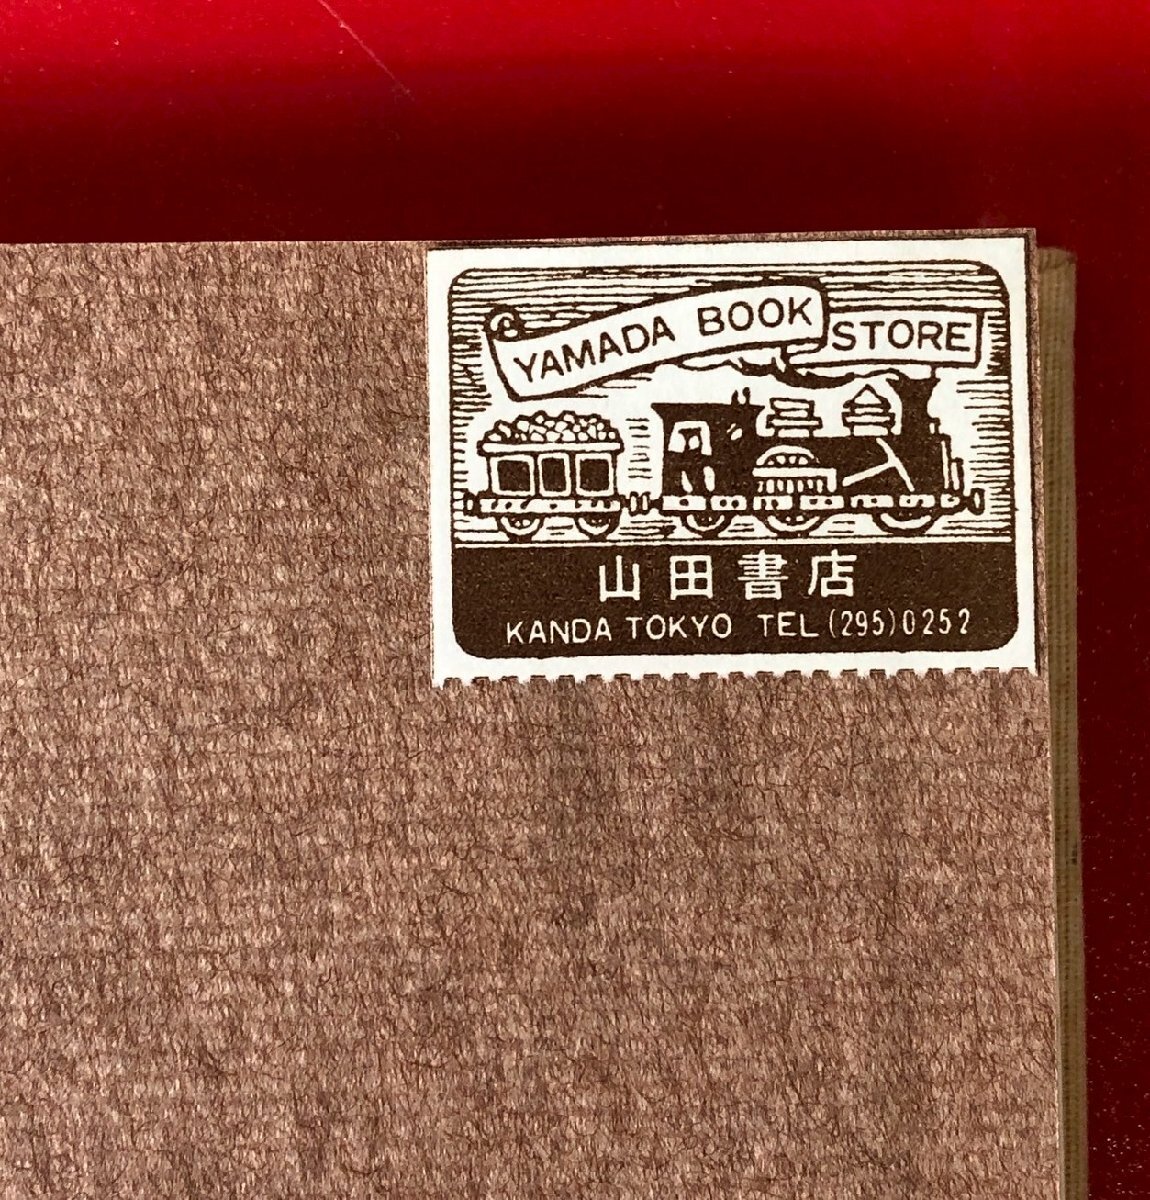 YAMADA BOOK STORE
山田書店
KANDA TOKYO TEL (295)0252